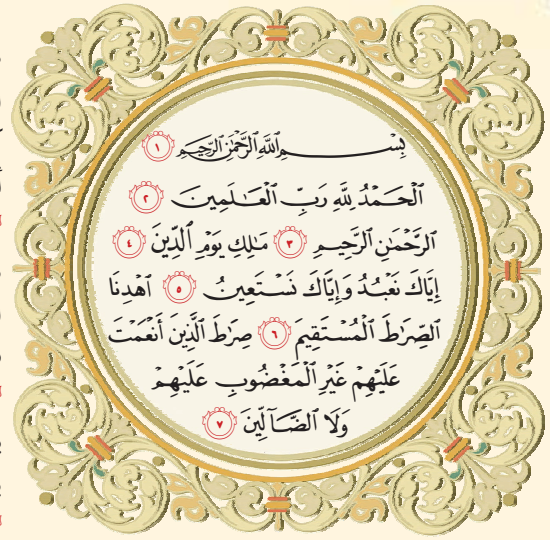 بِسْمِ ٱللَّهِ ٱلرَّحْمَٰنِ ٱلرَّحِيمِ ١
ٱلْحَمْدُ لِلَّهِ رَبِّ ٱلْعَٰلَمِينَ ٢
ٱلرَّحْمَٰنِ ٱلرَّحِيمِ ٣ مَٰلِكِ يَوْمِ ٱلدِّينِ ٤
إِيَّاكَ نَعْبُدُ وَإِيَّاكَ نَسْتَعِينُ ٥ ٱهْدِنَا
ٱلصِّرَٰطَ ٱلْمُسْتَقِيمَ ٦ صِرَٰطَ ٱلَّذِينَ أَنْعَمْتَ
عَلَيْهِمْ غَيْرِ ٱلْمَغْضُوبِ عَلَيْهِمْ
وَلَا ٱلضَّآلِّينَ ٧